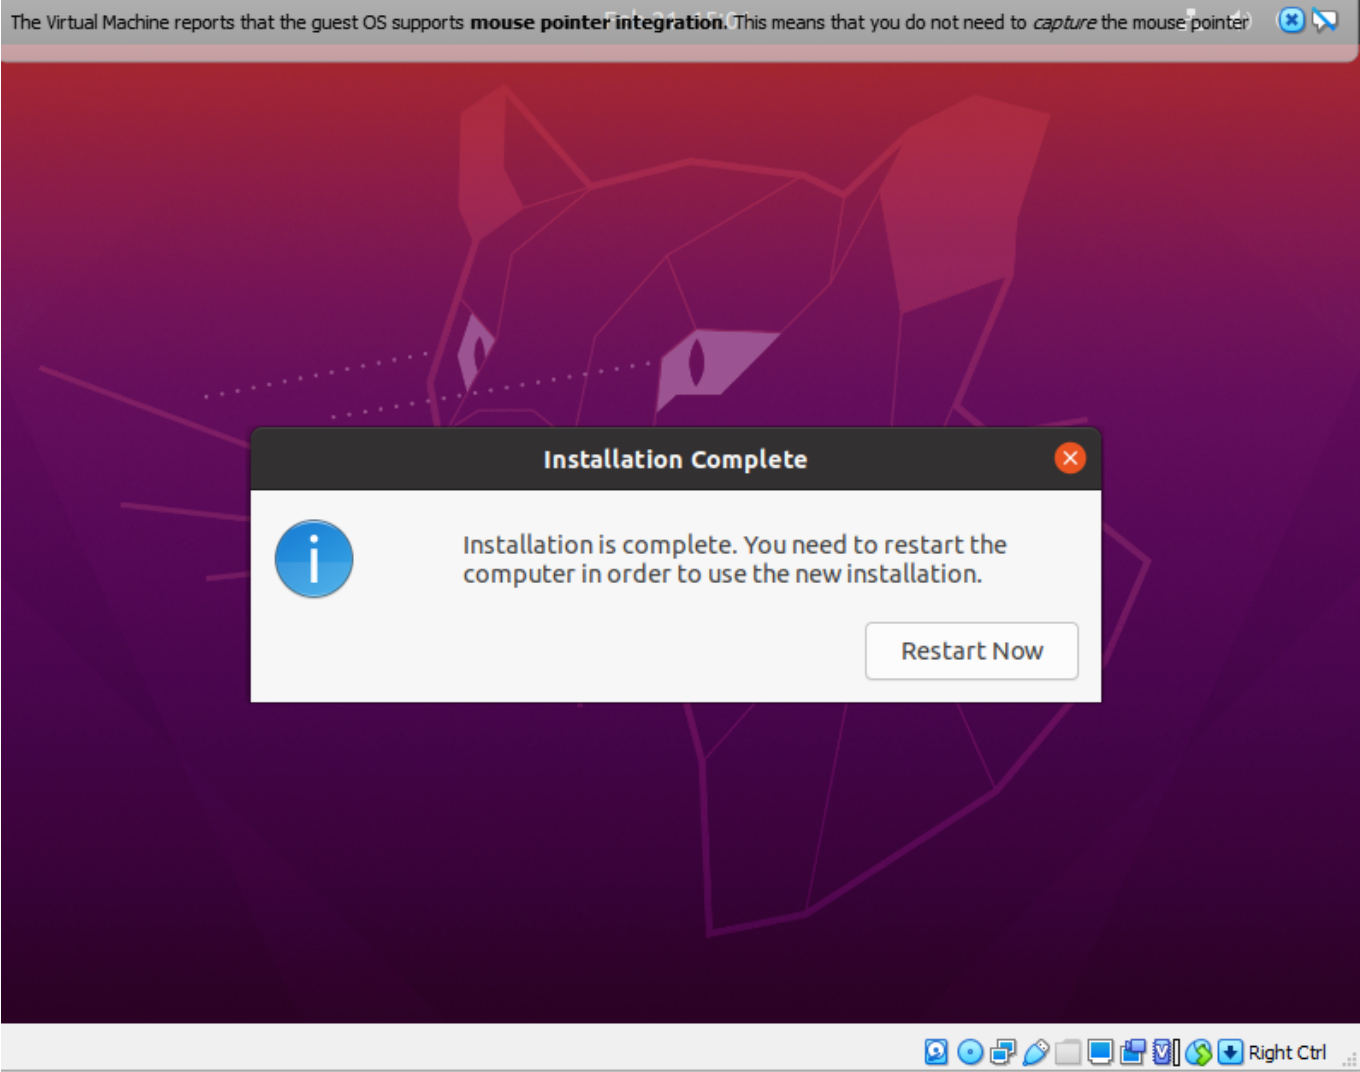 The Virtual Machine reports that the guest OS supports mouse pointer integration. This means that you do not need to capture the mouse pointer
Installation Complete
Installation is complete. You need to restart the
computer in order to use the new installation.
Restart Now
Right Ctrl